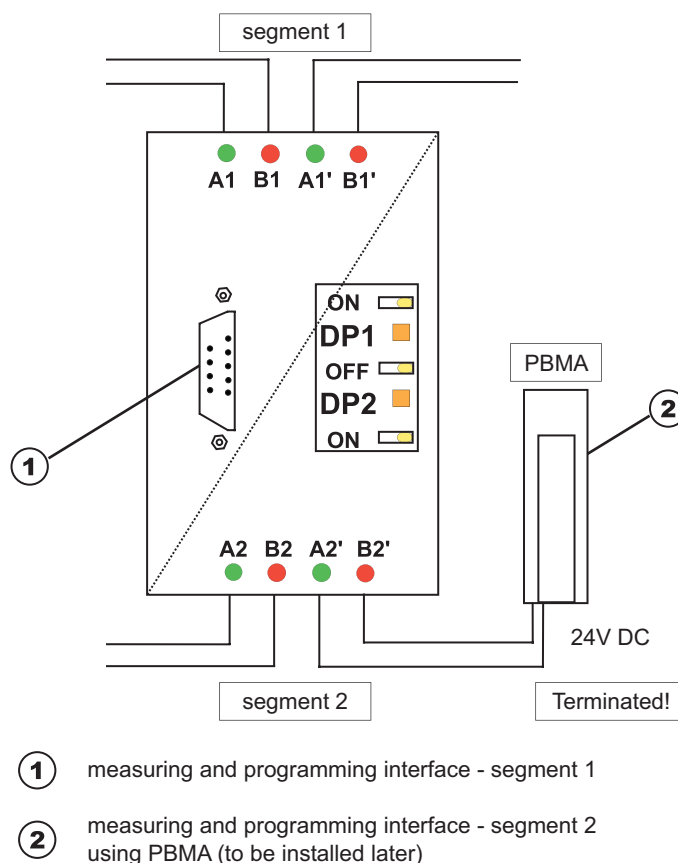 segment 1
A1 B1 A1' B1'
ON
DP1
OFF
DP2
ON
PBMA
2
1
A2 B2 A2' B2'
24V DC
segment 2
Terminated!
1 measuring and programming interface - segment 1
2 measuring and programming interface - segment 2
using PBMA (to be installed later)